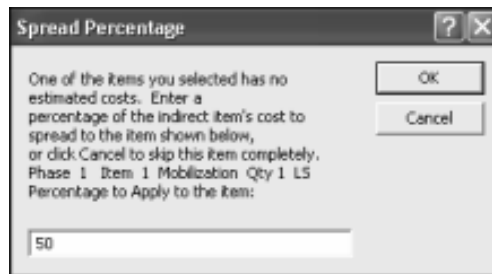 Spread Percentage
One of the items you selected has no
estimated costs. Enter a
percentage of the indirect item's cost to
spread to the item shown below,
or click Cancel to skip this item completely.
Phase 1 Item 1 Mobilization Qty 1 LS
Percentage to Apply to the item:
OK
Cancel
50